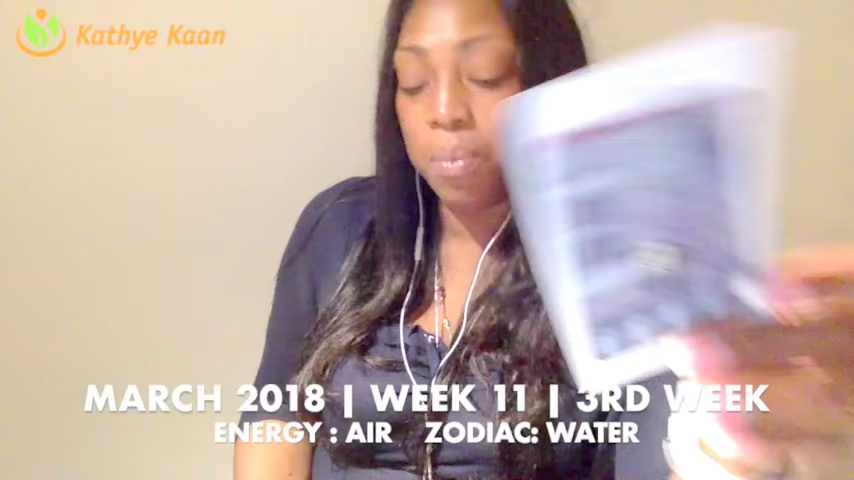 Kathye Kaan
MARCH 2018 | WEEK 11 | 3RD WEEK
ENERGY : AIR ZODIAC: WATER